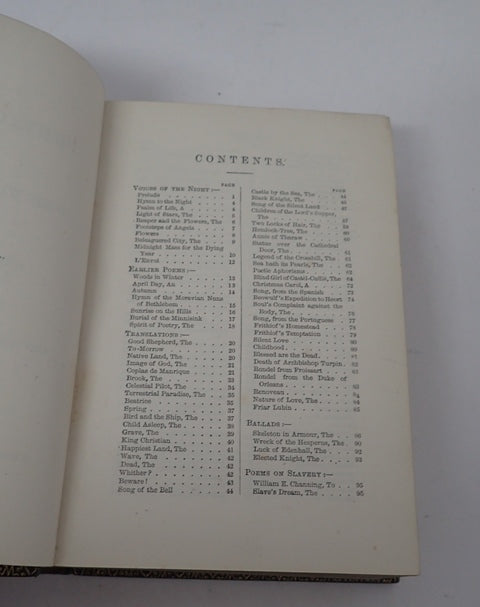 CONTENTS.
PAGE
VOICES OF THE NIGHT:—
Prelude . . . . . . 1
Hymn to the Night . . . . 4
Psalm of Life, A . . . . 4
Light of Stars, The . . . . 5
Reaper and the Flowers, The . 6
Footsteps of Angels . . . . 7
Flowers . . . . . . 8
Beleaguered City, The . . . 9
Midnight Mass for the Dying
Year . . . . . . 10
L'Envoi . . . . . . 12
EARLIER POEMS:—
Woods in Winter . . . . 13
April Day, An . . . . . 13
Autumn . . . . . . 14
Hymn of the Moravian Nuns
of Bethlehem . . . . . 15
Sunrise on the Hills . . . . 16
Burial of the Minnisink . . . 17
Spirit of Poetry, The . . . 18
TRANSLATIONS:—
Good Shepherd, The . . . . 20
To-Morrow . . . . . 20
Native Land, The . . . . 20
Image of God, The . . . . 21
Coplas de Manrique . . . . 21
Brook, The . . . . . 34
Celestial Pilot, The . . . . 34
Terrestrial Paradise, The . . . 35
Beatrice . . . . . . 35
Spring . . . . . . 37
Bird and the Ship, The . . . 37
Child Asleep, The . . . . 38
Grave, The . . . . . 39
King Christian . . . . . 40
Happiest Land, The . . . . 41
Wave, The . . . . . 42
Dead, The . . . . . 42
Whither? . . . . . . 42
Beware! . . . . . . 43
Song of the Bell . . . . 44
PAGE
Castle by the Sea, The . . . 44
Black Knight, The . . . .
Song of the Silent Land . . .
Children of the Lord's Supper,
The . . . . . . 47
Two Locks of Hair, The . . .
Hemlock-Tree, The . . . . 60
Annie of Tharaw . . . .
Statue over the Cathedral
Door, The . . . . . 61
Legend of the Crossbill, The . . 61
Sea hath its Pearls, The . . . 62
Poetic Aphorisms . . . . 62
Blind Girl of Castèl-Cuillè, The . 64
Christmas Carol, A . . . . 72
Song, from the Spanish . . . 73
Beowulf's Expedition to Heort . 74
Soul's Complaint against the
Body, The . . . . . 76
Song, from the Portuguese . . 77
Frithiof's Homestead . . . 78
Frithiof's Temptation . . . 79
Silent Love . . . . . 80
Childhood . . . . . 80
Blessed are the Dead . . . 81
Death of Archbishop Turpin . . 82
Rondel from Froissart . . . 83
Rondel from the Duke of
Orleans . . . . . . 83
Renovean . . . . . 84
Nature of Love, The . . . 84
Friar Lubin . . . . . 85
BALLADS:—
Skeleton in Armour, The . . . 86
Wreck of the Hesperus, The . . 90
Luck of Edenhall, The . . . 92
Elected Knight, The . . . 93
POEMS ON SLAVERY:—
William E. Channing, To . . 95
Slave's Dream, The . . . 95